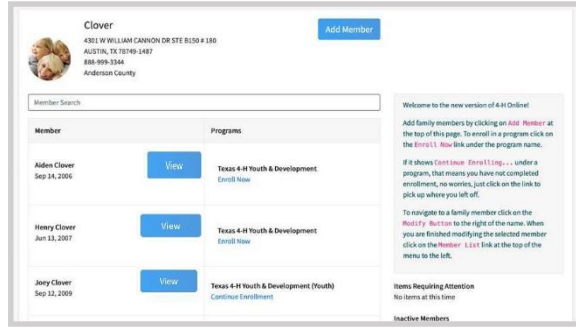 Clover
4301 W WILLIAM CANNON DR STE B150 # 180
AUSTIN, TX 78749-1487
888-999-3344
Anderson County
Add Member
Member Search
Member
Programs
Aiden Clover
Sep 14, 2006
View
Texas 4-H Youth & Development
Enroll Now
Henry Clover
Jun 13, 2007
View
Texas 4-H Youth & Development
Enroll Now
Joey Clover
Sep 12, 2009
View
Texas 4-H Youth & Development (Youth)
Continue Enrollment
Welcome to the new version of 4-H Online!
Add family members by clicking on Add Member at
the top of this page. To enroll in a program click on
the Enroll Now link under the program name.
If it shows Continue Enrolling... under a
program, that means you have not completed
enrollment, no worries, just click on the link to
pick up where you left off.
To navigate to a family member click on the
Modify Button to the right of the name. When
you are finished modifying the selected member
click on the Member List link at the top of the
menu to the left.
Items Requiring Attention
No items at this time
Inactive Members